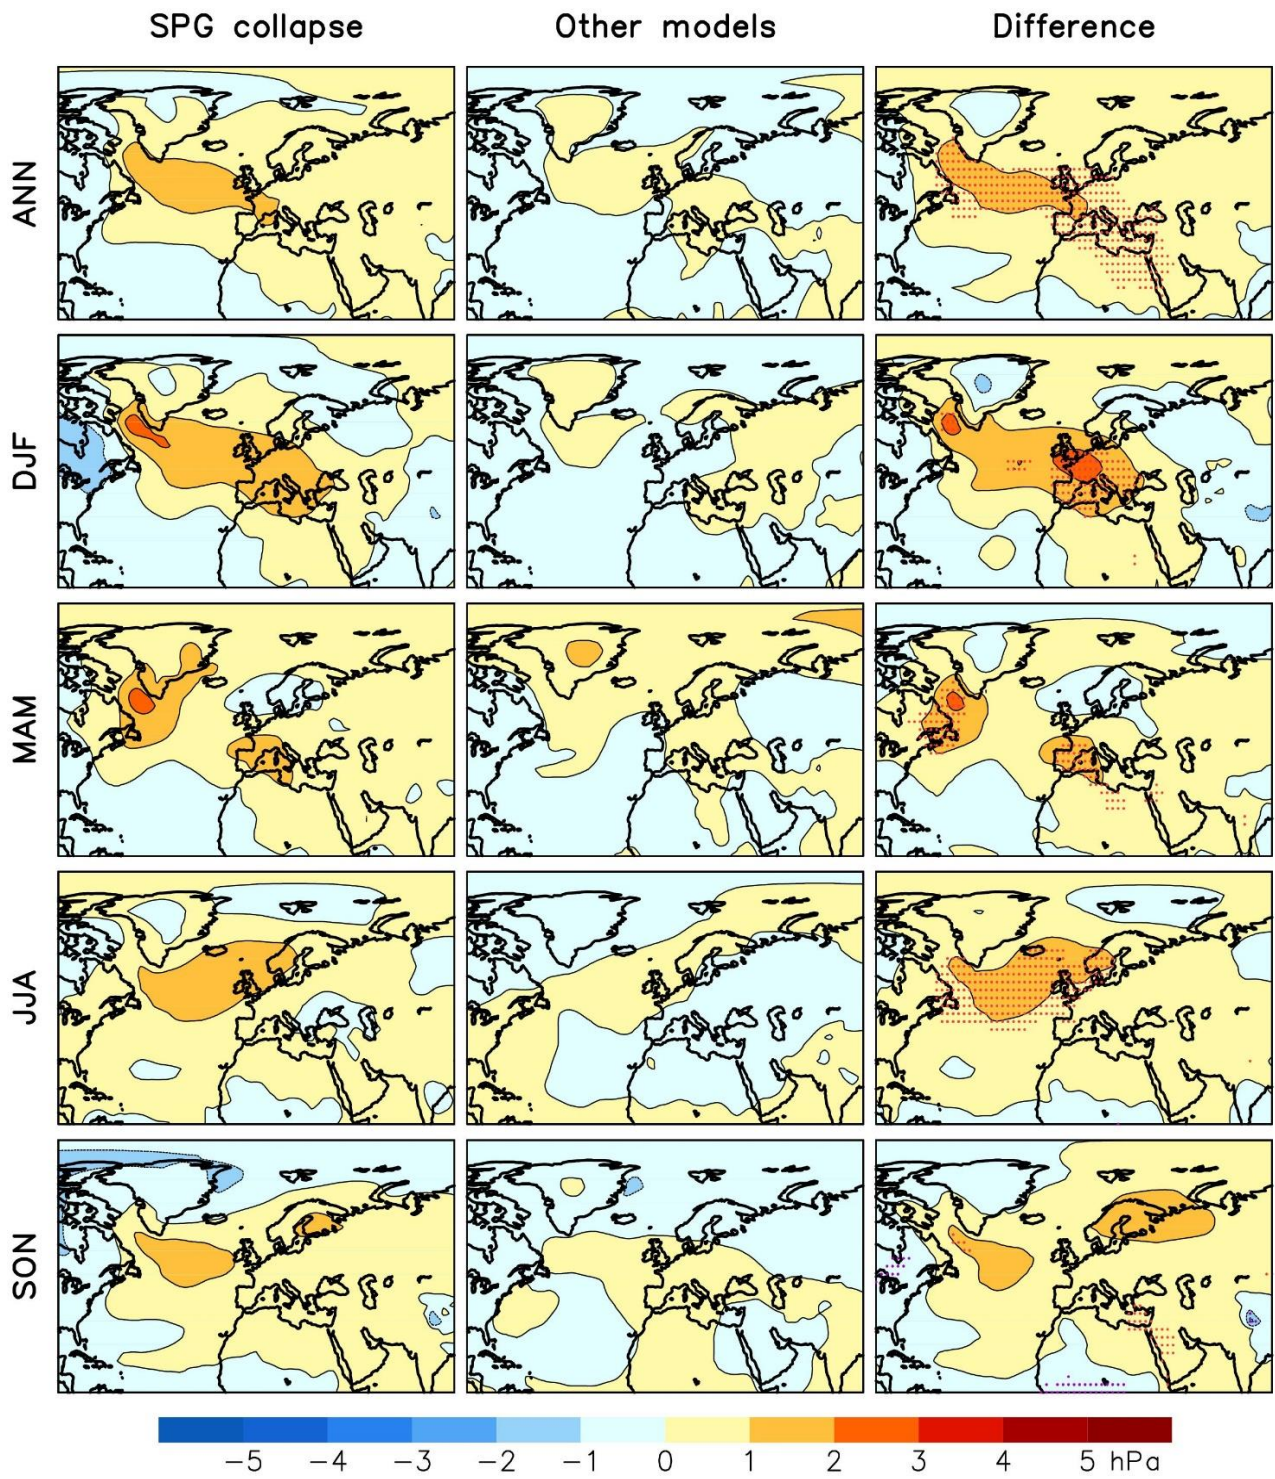 SPG collapse Other models Difference
ANN
DJF
MAM
JJA
SON
−5 −4 −3 −2 −1 0 1 2 3 4 5 hPa